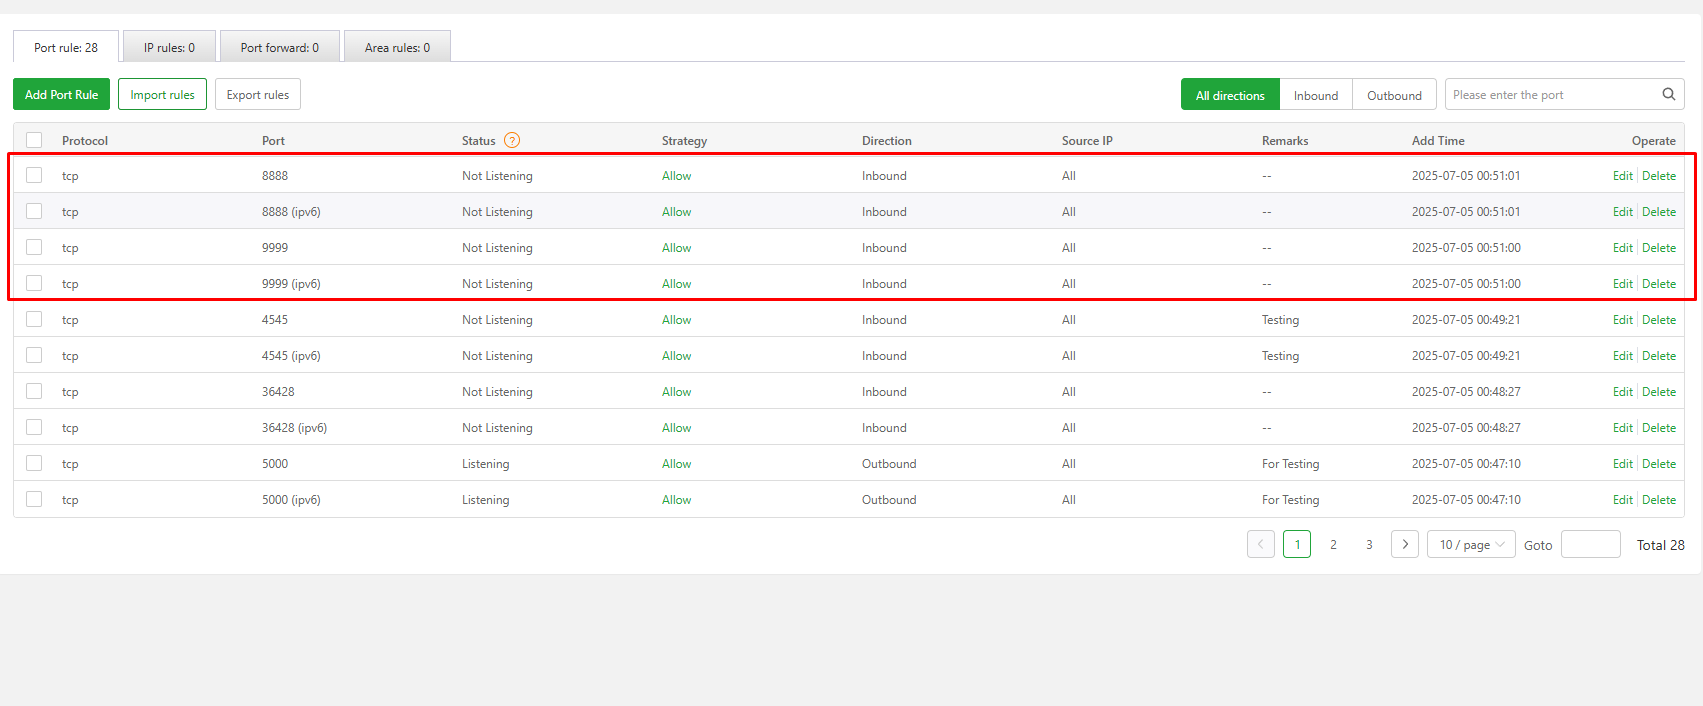 Port rule: 28 IP rules: 0 Port forward: 0 Area rules: 0
Add Port Rule Import rules Export rules All directions Inbound Outbound Please enter the port
Protocol Port Status ? Strategy Direction Source IP Remarks Add Time Operate
tcp 8888 Not Listening Allow Inbound All -- 2025-07-05 00:51:01 Edit Delete
tcp 8888 (ipv6) Not Listening Allow Inbound All -- 2025-07-05 00:51:01 Edit Delete
tcp 9999 Not Listening Allow Inbound All -- 2025-07-05 00:51:00 Edit Delete
tcp 9999 (ipv6) Not Listening Allow Inbound All -- 2025-07-05 00:51:00 Edit Delete
tcp 4545 Not Listening Allow Inbound All Testing 2025-07-05 00:49:21 Edit Delete
tcp 4545 (ipv6) Not Listening Allow Inbound All Testing 2025-07-05 00:49:21 Edit Delete
tcp 36428 Not Listening Allow Inbound All -- 2025-07-05 00:48:27 Edit Delete
tcp 36428 (ipv6) Not Listening Allow Inbound All -- 2025-07-05 00:48:27 Edit Delete
tcp 5000 Listening Allow Outbound All For Testing 2025-07-05 00:47:10 Edit Delete
tcp 5000 (ipv6) Listening Allow Outbound All For Testing 2025-07-05 00:47:10 Edit Delete
1 2 3 10 / page Goto Total 28